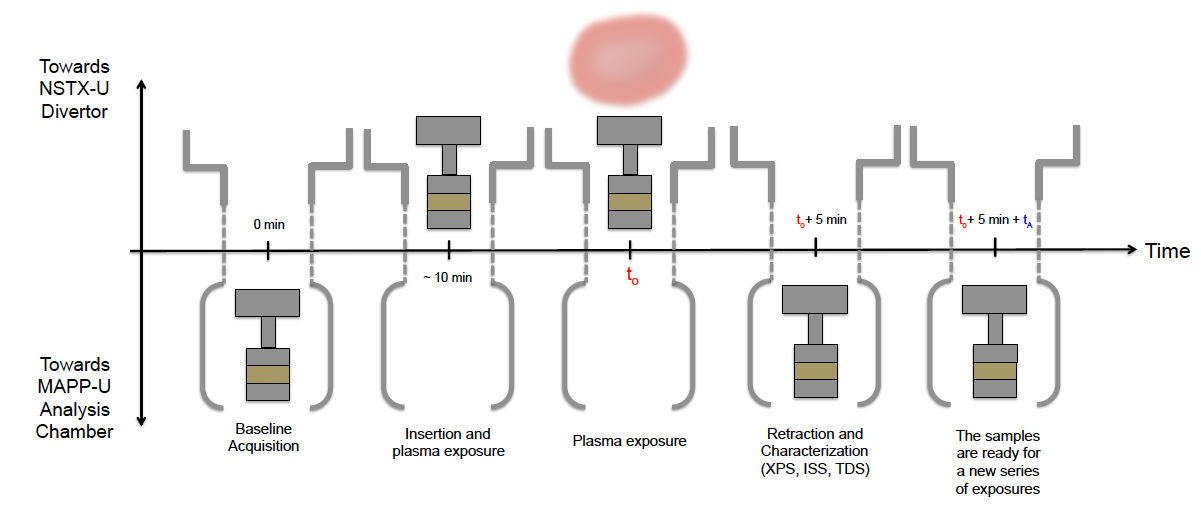 Towards
NSTX-U
Divertor
0 min
~ 10 min
to
to+ 5 min
to+ 5 min + tA
Time
Towards
MAPP-U
Analysis
Chamber
Baseline
Acquisition
Insertion and
plasma exposure
Plasma exposure
Retraction and
Characterization
(XPS, ISS, TDS)
The samples
are ready for
a new series
of exposures